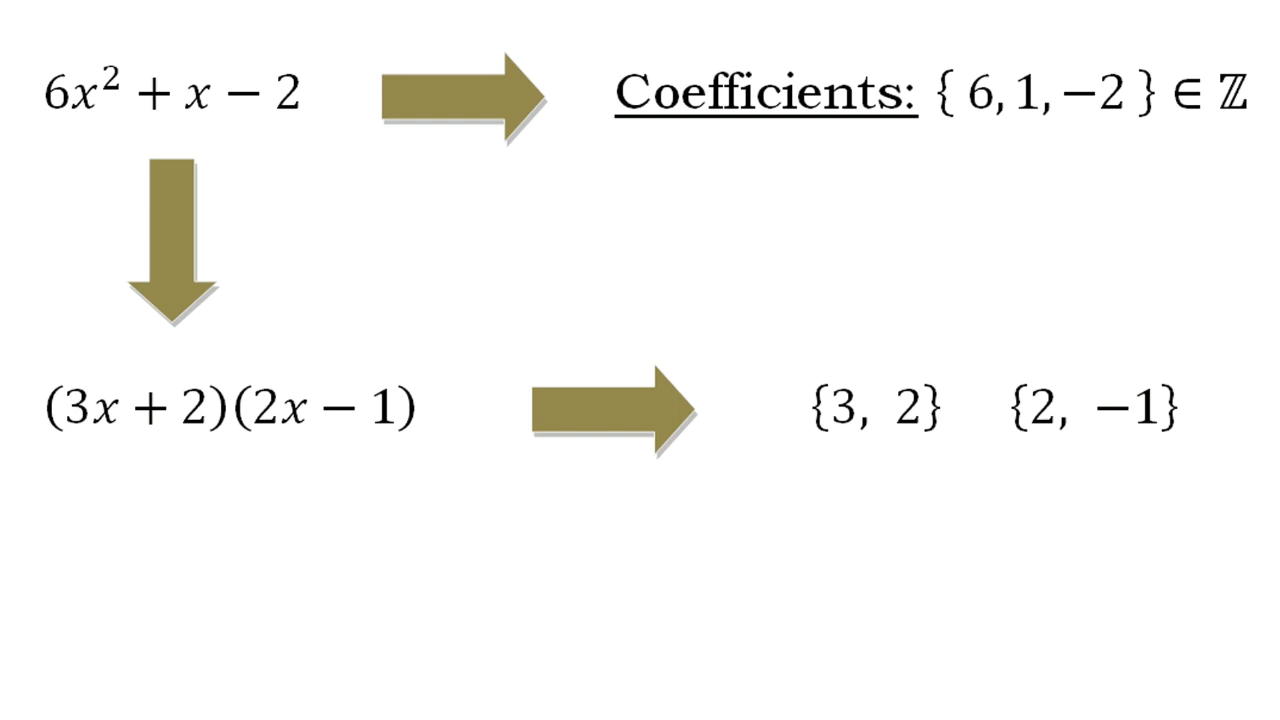 6x² + x − 2 Coefficients: { 6, 1, −2 } ∈ ℤ
(3x + 2)(2x − 1) {3, 2} {2, −1}